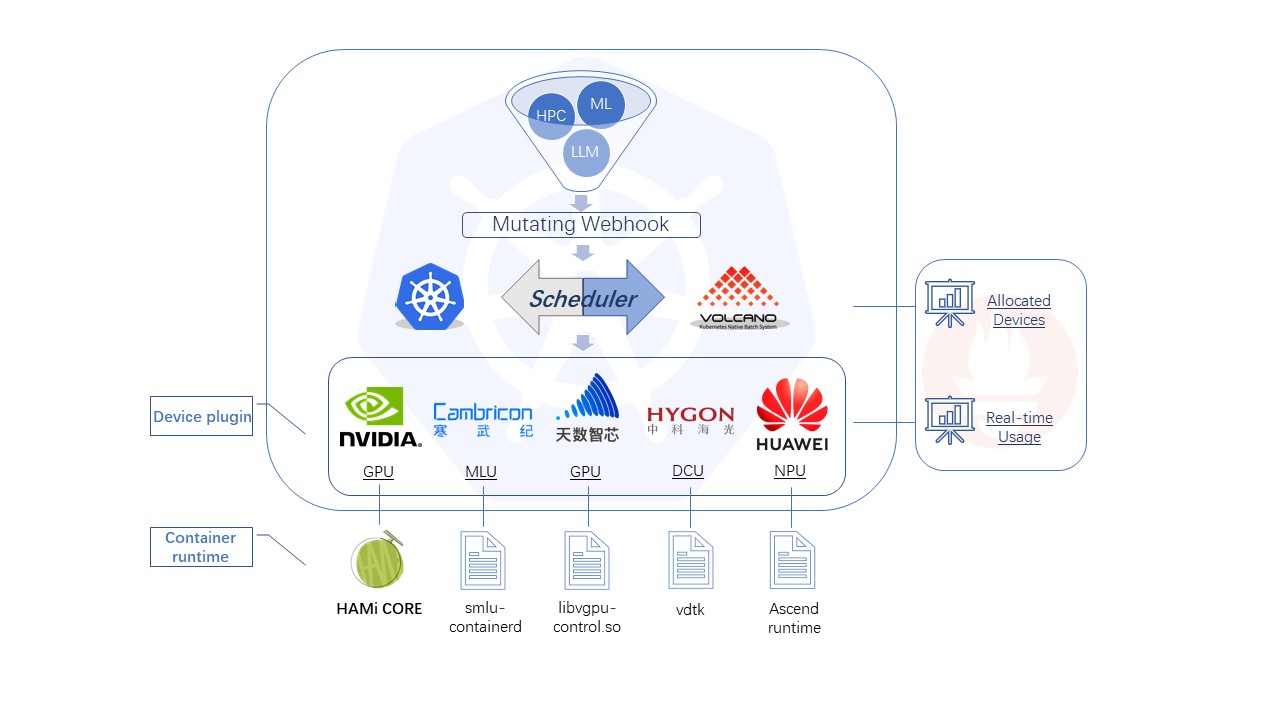 HPC
ML
LLM
Mutating Webhook
Scheduler
VOLCANO
Kubernetes Native Batch System
Allocated
Devices
Real-time
Usage
Device plugin
NVIDIA.
Cambricon
寒武纪
天数智芯
HYGON
中科海光
HUAWEI
GPU
MLU
GPU
DCU
NPU
Container
runtime
HAMi
HAMi CORE
smlu-
containerd
libvgpu-
control.so
vdtk
Ascend
runtime